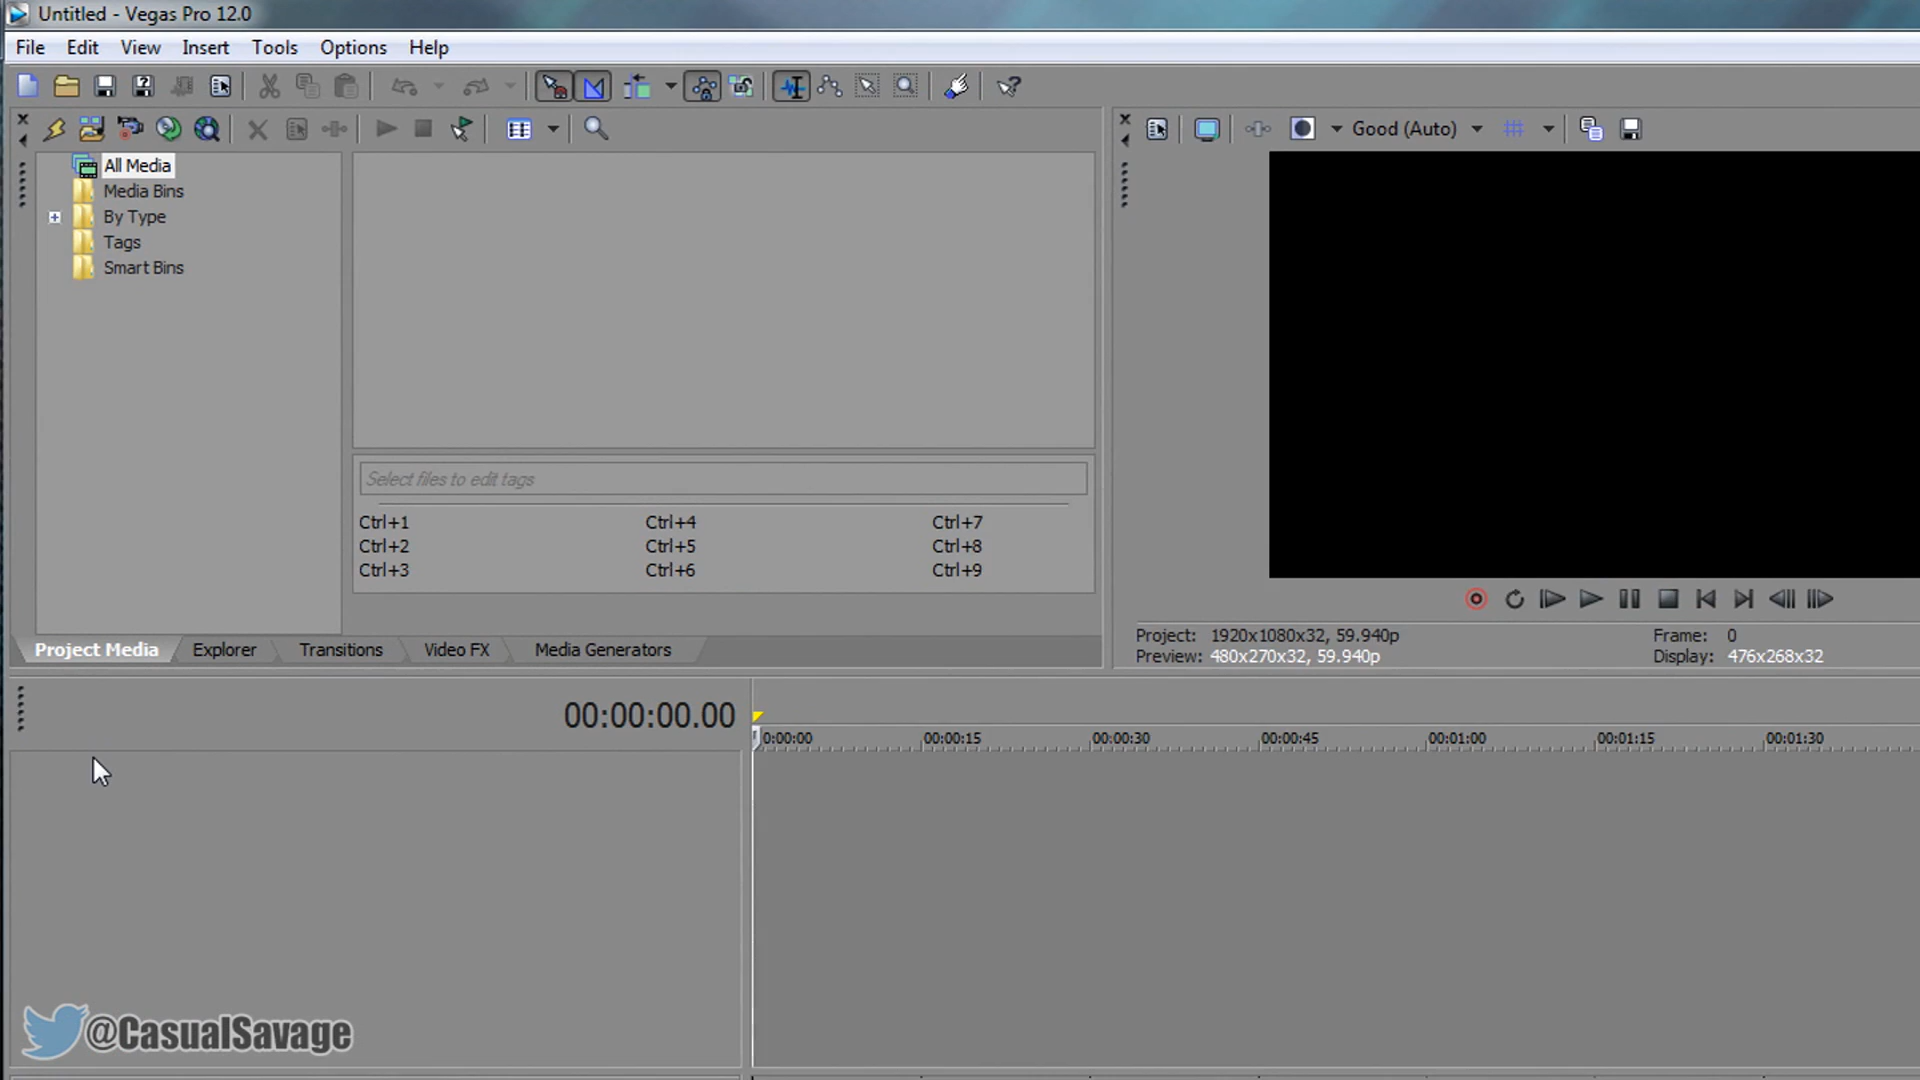 Untitled - Vegas Pro 12.0
File Edit View Insert Tools Options Help
Good (Auto)
All Media
Media Bins
By Type
Tags
Smart Bins
Select files to edit tags
Ctrl+1 Ctrl+4 Ctrl+7
Ctrl+2 Ctrl+5 Ctrl+8
Ctrl+3 Ctrl+6 Ctrl+9
Project Media Explorer Transitions Video FX Media Generators
Project: 1920x1080x32, 59.940p Frame: 0
Preview: 480x270x32, 59.940p Display: 476x268x32
00:00:00.00
0:00:00 00:00:15 00:00:30 00:00:45 00:01:00 00:01:15 00:01:30
@CasualSavage